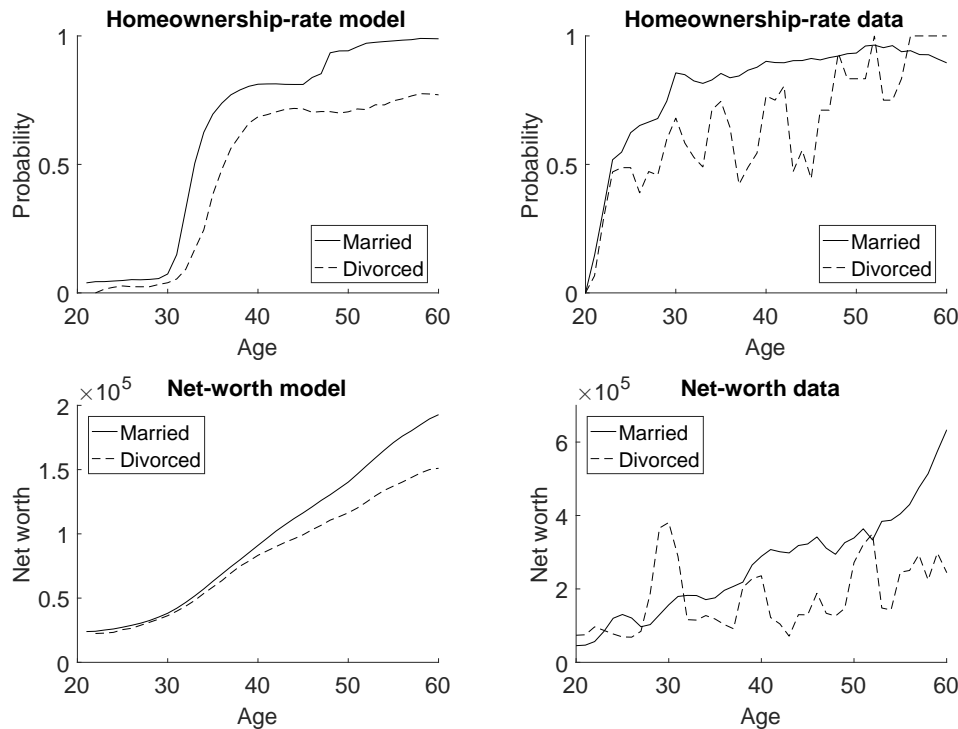 Homeownership-rate model
1
0.5
0
Probability
Married
Divorced
20 30 40 50 60
Age
Homeownership-rate data
1
0.5
0
Probability
Married
Divorced
20 30 40 50 60
Age
Net-worth model
×10^5
2
1.5
1
0.5
0
Net worth
Married
Divorced
20 30 40 50 60
Age
Net-worth data
×10^5
6
4
2
0
Net worth
Married
Divorced
20 30 40 50 60
Age